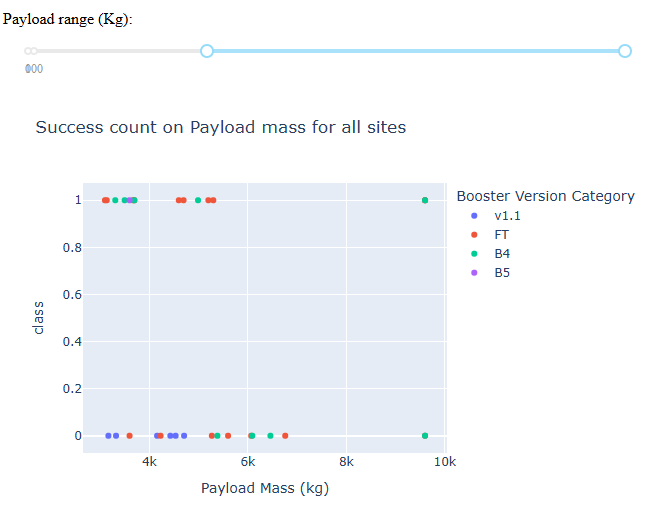 Payload range (Kg):
Success count on Payload mass for all sites
Booster Version Category
v1.1
FT
B4
B5
class
1
0.8
0.6
0.4
0.2
0
4k
6k
8k
10k
Payload Mass (kg)